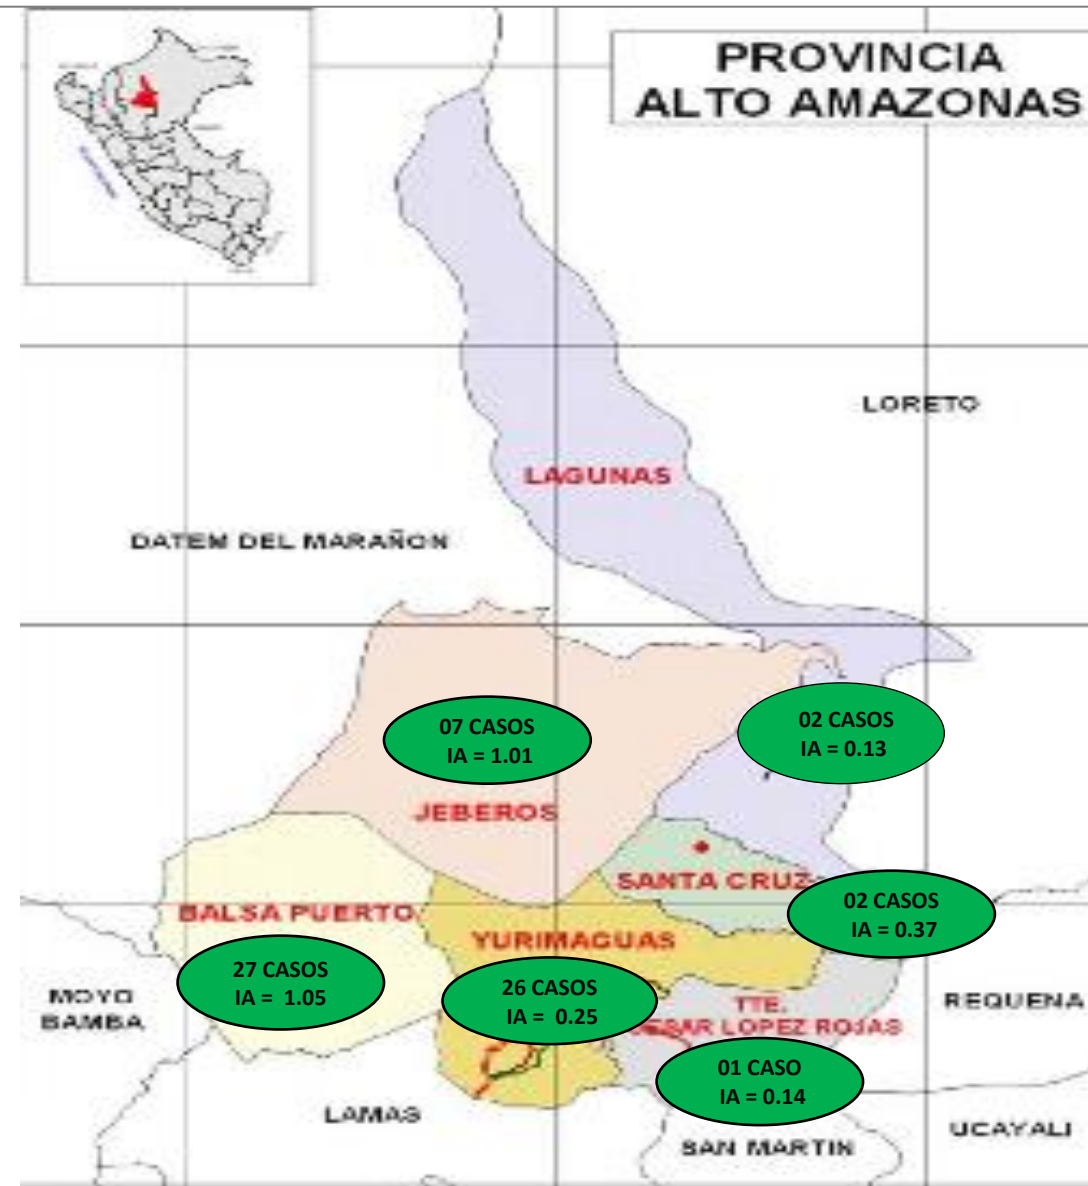 PROVINCIA
ALTO AMAZONAS
LORETO
LAGUNAS
DATEM DEL MARAÑON
07 CASOS
IA = 1.01
02 CASOS
IA = 0.13
JEBEROS
SANTA CRUZ
02 CASOS
IA = 0.37
BALSA PUERTO
YURIMAGUAS
27 CASOS
IA = 1.05
26 CASOS
IA = 0.25
MOYO
BAMBA
TTE.
ESAR LOPEZ ROJAS
REQUENA
01 CASO
IA = 0.14
LAMAS
SAN MARTIN
UCAYALI